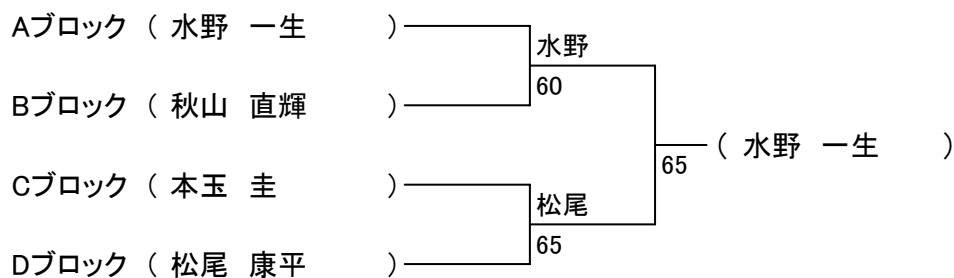 Aブロック ( 水野 一生 )
水野
60
Bブロック ( 秋山 直輝 )
65 ( 水野 一生 )
Cブロック ( 本玉 圭 )
松尾
65
Dブロック ( 松尾 康平 )